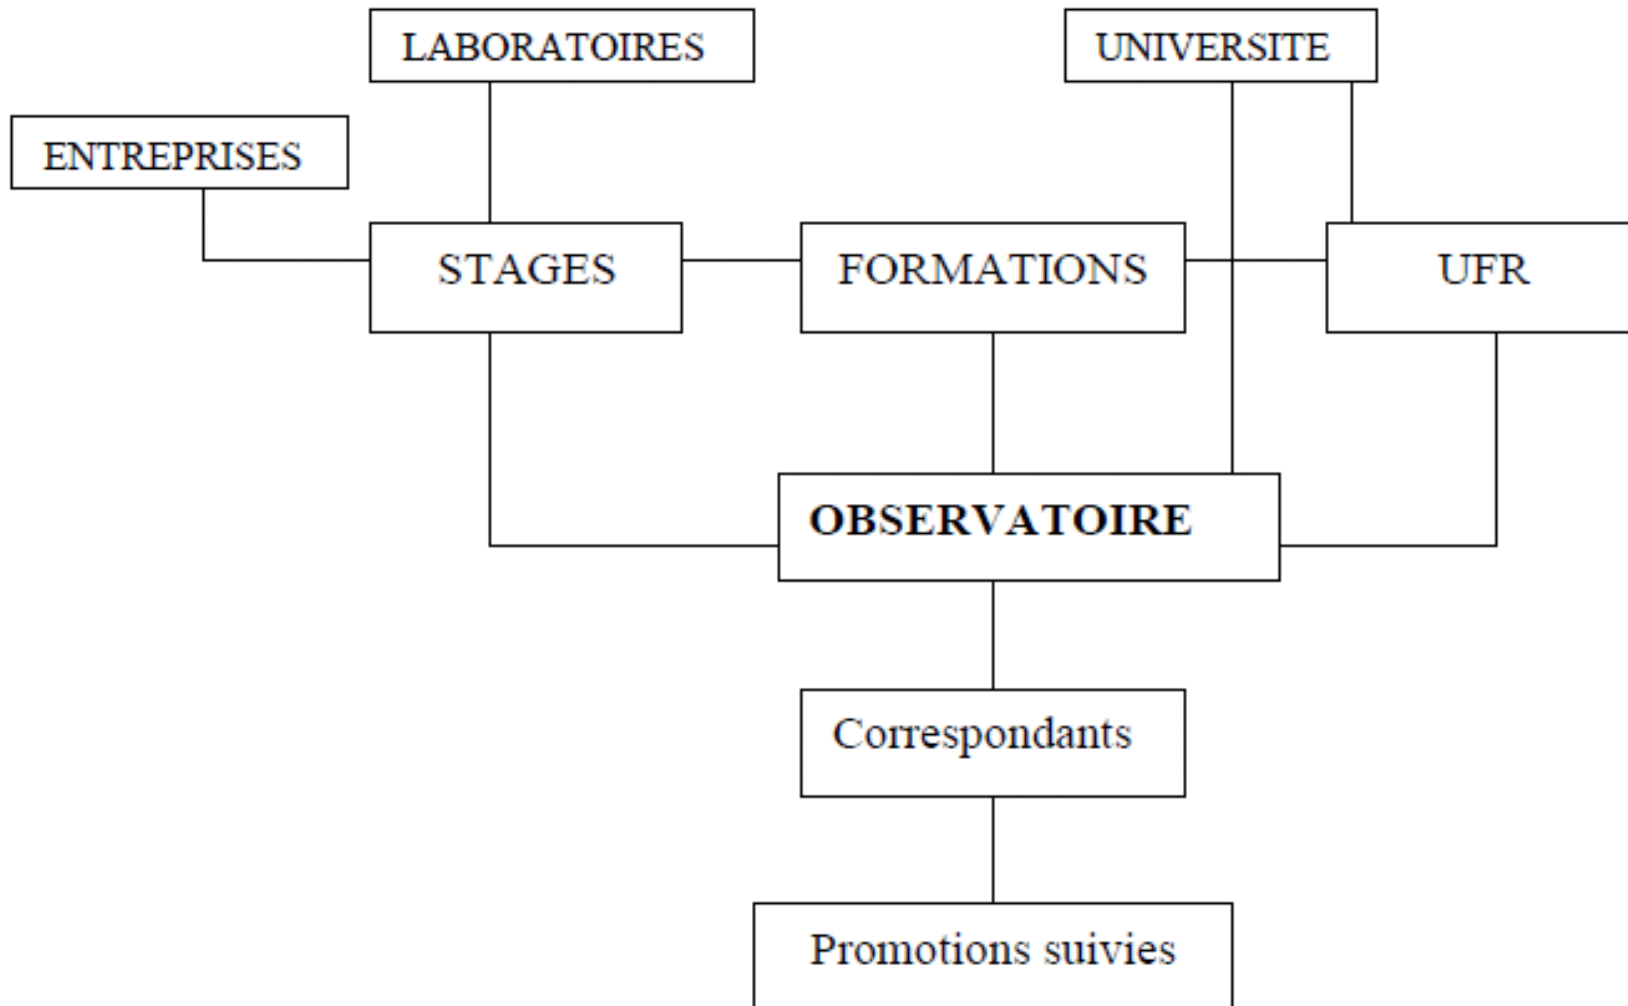 LABORATOIRES
UNIVERSITE
ENTREPRISES
STAGES
FORMATIONS
UFR
OBSERVATOIRE
Correspondants
Promotions suivies